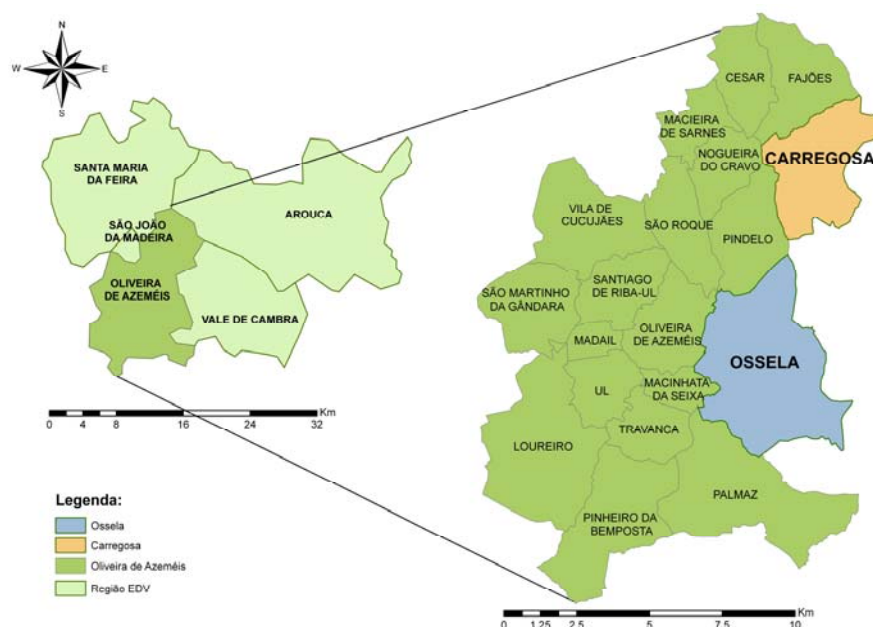 N
W
E
S
SANTA MARIA
DA FEIRA
SÃO JOÃO
DA MADEIRA
AROUCA
OLIVEIRA
DE AZEMÉIS
VALE DE CAMBRA
Km
0 4 8 16 24 32
Legenda:
Ossela
Carregosa
Oliveira de Azeméis
Região EDV
CESAR
FAJÕES
MACIEIRA
DE SARNES
NOGUEIRA
DO CRAVO
CARREGOSA
VILA DE
CUCUJÃES
SÃO ROQUE
PINDELO
SÃO MARTINHO
DA GÂNDARA
SANTIAGO
DE RIBA-UL
OLIVEIRA
DE AZEMÉIS
MADAIL
OSSELA
UL
MACINHATA
DA SEIXA
TRAVANCA
LOUREIRO
PALMAZ
PINHEIRO DA
BEMPOSTA
Km
0 1.25 2.5 5 7.5 10